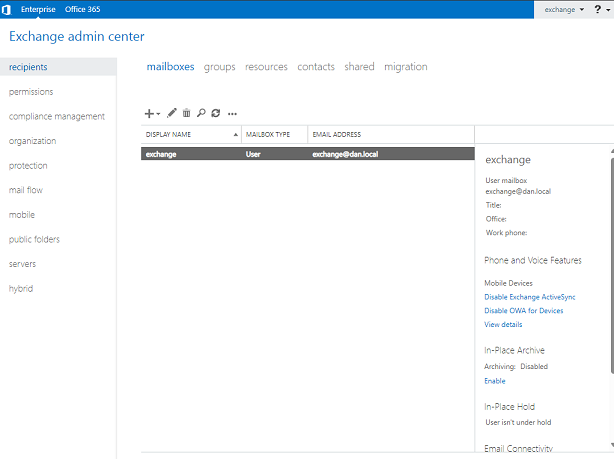 Enterprise Office 365 exchange ?
Exchange admin center
recipients
permissions
compliance management
organization
protection
mail flow
mobile
public folders
servers
hybrid
mailboxes groups resources contacts shared migration
DISPLAY NAME MAILBOX TYPE EMAIL ADDRESS
exchange User exchange@dan.local
exchange
User mailbox
exchange@dan.local
Title:
Office:
Work phone:
Phone and Voice Features
Mobile Devices
Disable Exchange ActiveSync
Disable OWA for Devices
View details
In-Place Archive
Archiving: Disabled
Enable
In-Place Hold
User isn't under hold
Email Connectivity